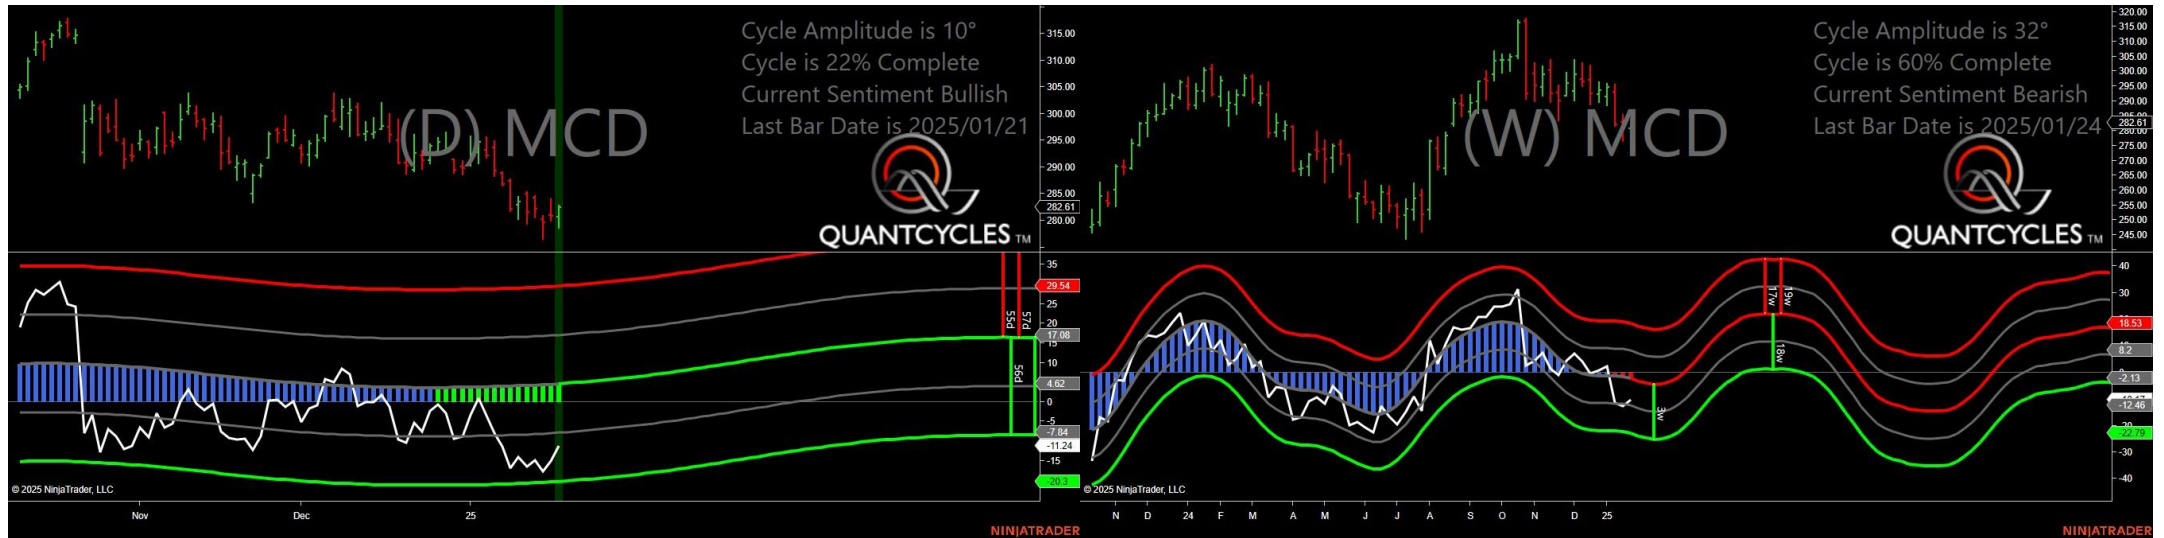 Cycle Amplitude is 10°
Cycle is 22% Complete
Current Sentiment Bullish
Last Bar Date is 2025/01/21
(D) MCD
QUANTCYCLES TM
315.00
310.00
305.00
300.00
295.00
290.00
285.00
282.61
280.00
35
29.54
25
20
17.08
15
10
4.62
0
-5
-7.84
-11.24
-15
-20.3
55d
57d
56d
© 2025 NinjaTrader, LLC
Nov
Dec
25
NINJATRADER
Cycle Amplitude is 32°
Cycle is 60% Complete
Current Sentiment Bearish
Last Bar Date is 2025/01/24
(W) MCD
QUANTCYCLES TM
320.00
315.00
310.00
305.00
300.00
295.00
290.00
282.61
280.00
275.00
270.00
265.00
260.00
255.00
250.00
245.00
40
30
18.53
8.2
-2.13
-12.46
-22.79
-30
-40
17w
19w
18w
3w
© 2025 NinjaTrader, LLC
N D 24 F M A M J J A S O N D 25
NINJATRADER